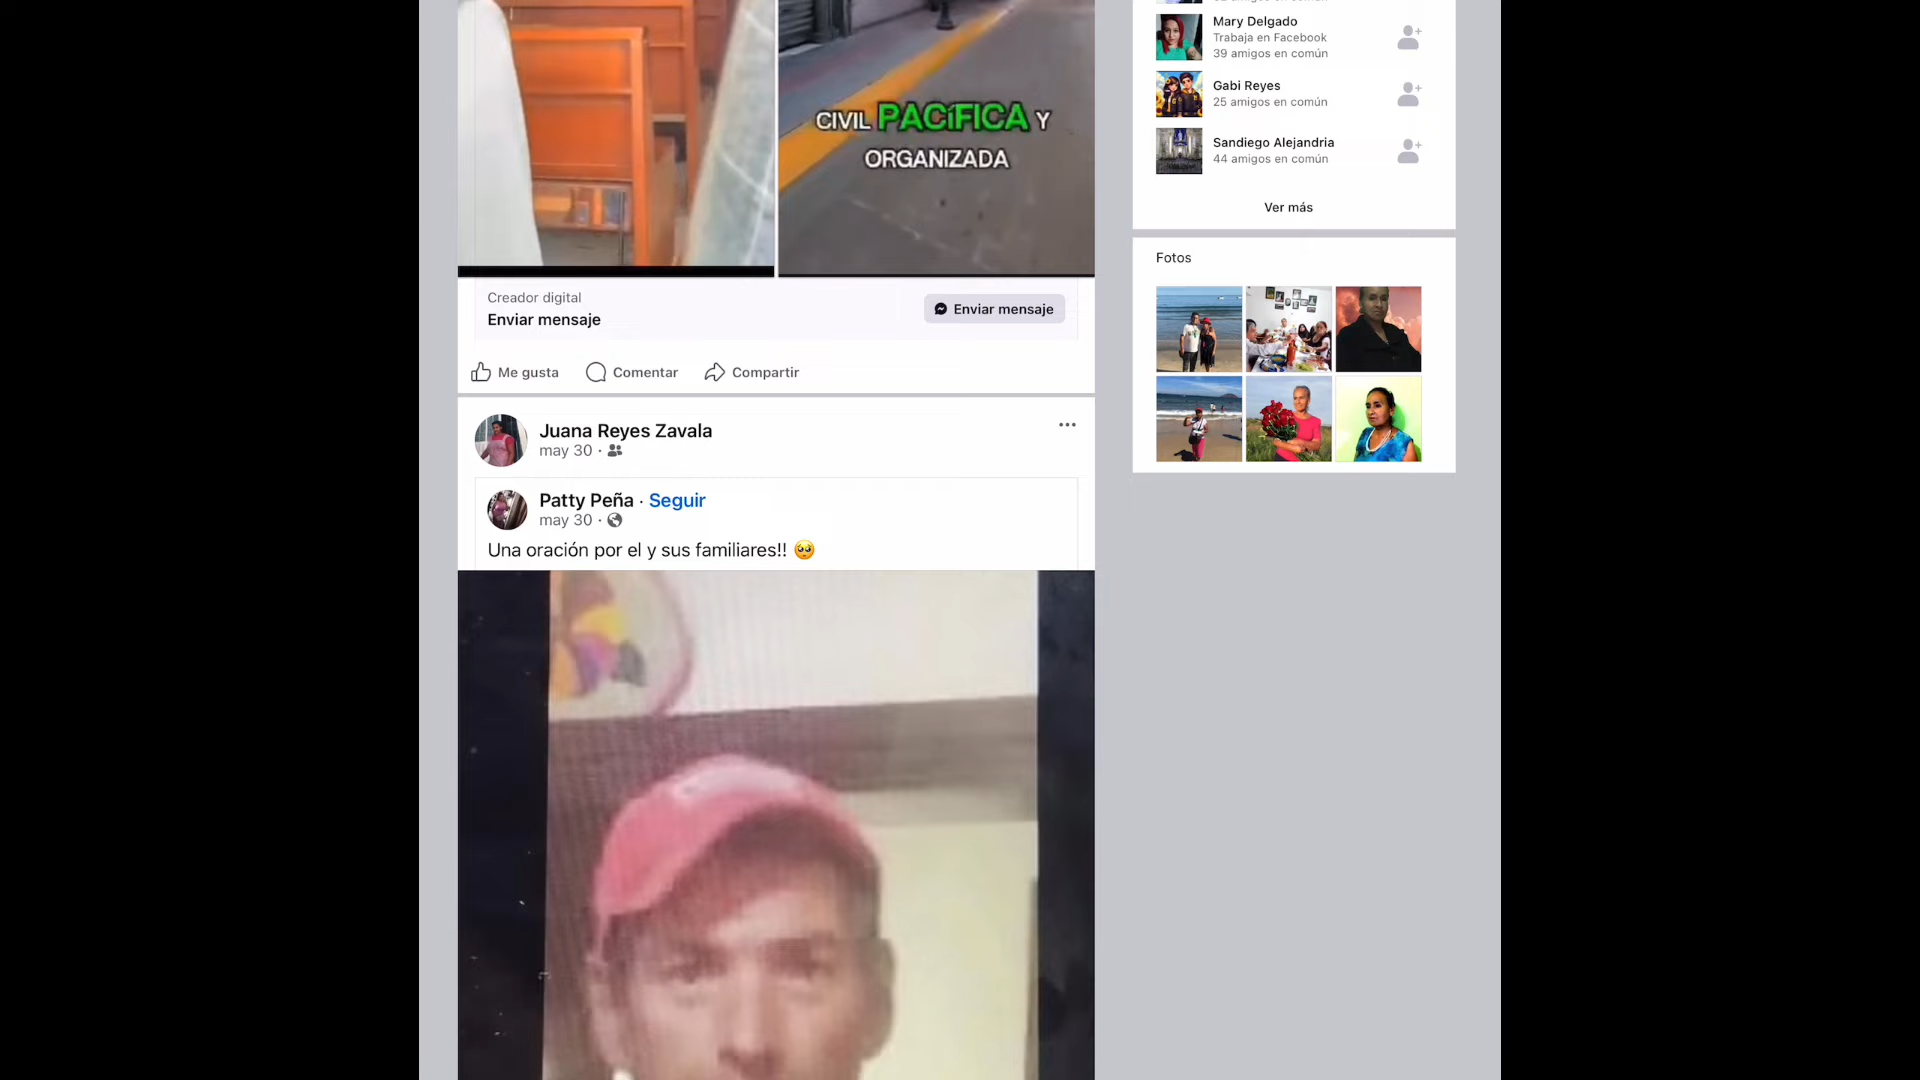 CIVIL PACíFICA Y
ORGANIZADA
Creador digital
Enviar mensaje
Enviar mensaje
Me gusta
Comentar
Compartir
Juana Reyes Zavala
may 30 ·
Patty Peña · Seguir
may 30 ·
Una oración por el y sus familiares!! 🥺
Mary Delgado
Trabaja en Facebook
39 amigos en común
Gabi Reyes
25 amigos en común
Sandiego Alejandria
44 amigos en común
Ver más
Fotos